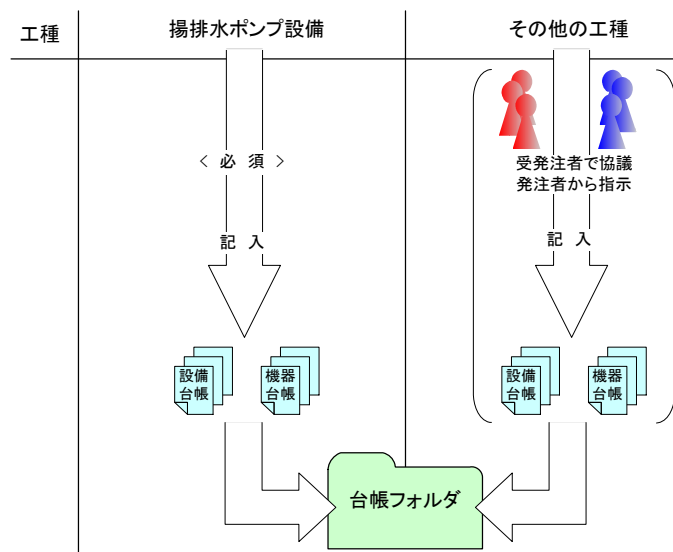 工種
揚排水ポンプ設備
その他の工種
＜ 必 須 ＞
記 入
受発注者で協議
発注者から指示
記 入
設備
台帳
機器
台帳
設備
台帳
機器
台帳
台帳フォルダ